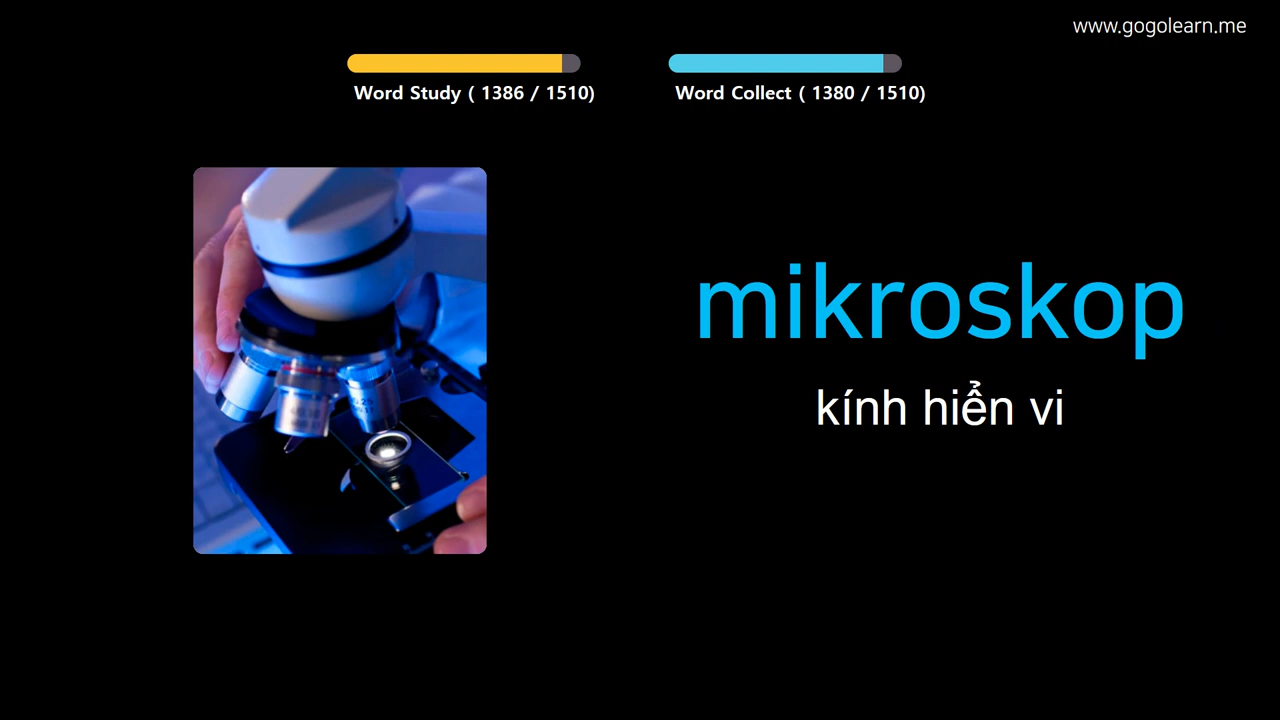 www.gogolearn.me
Word Study ( 1386 / 1510)
Word Collect ( 1380 / 1510)
mikroskop
kính hiển vi